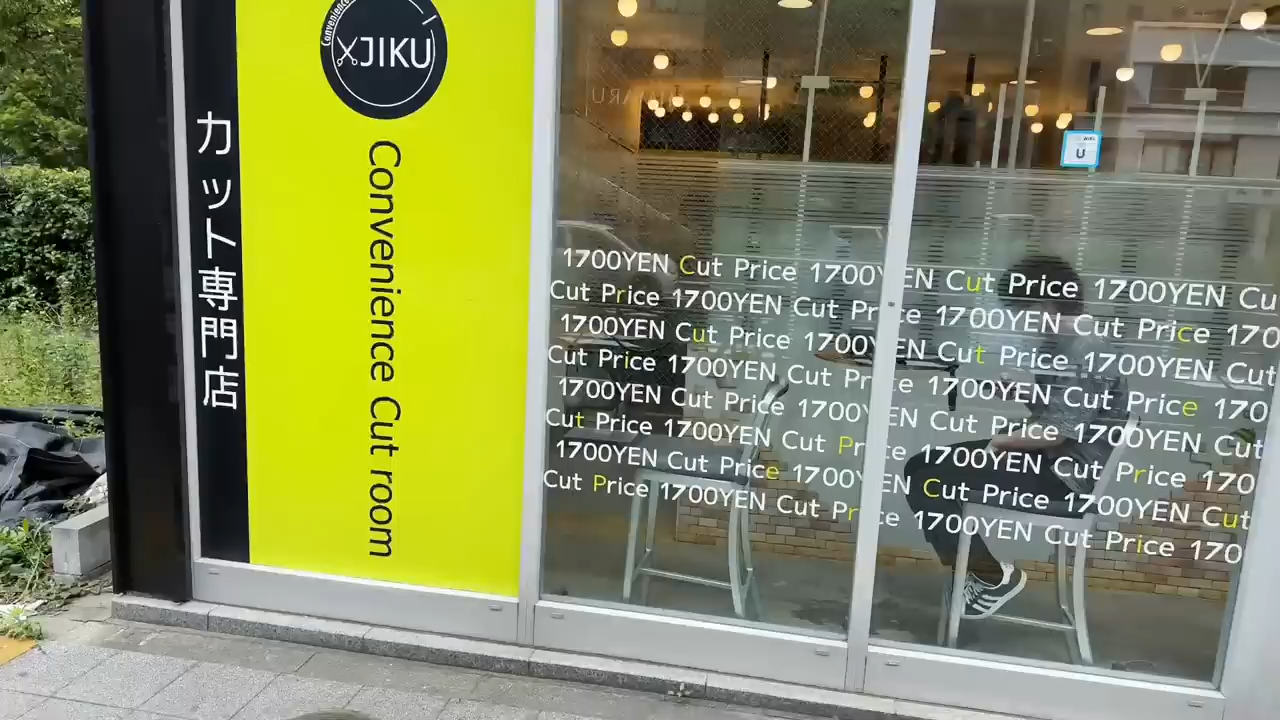 カット専門店
Convenience
JIKU
Convenience Cut room
U
1700YEN Cut Price 1700YEN Cut Price 1700YEN Cu
Cut Price 1700YEN Cut Price 1700YEN Cut Price 170
1700YEN Cut Price 1700YEN Cut Price 1700YEN Cut
Cut Price 1700YEN Cut Price 1700YEN Cut Price 170
1700YEN Cut Price 1700YEN Cut Price 1700YEN Cut
Cut Price 1700YEN Cut Price 1700YEN Cut Price 170
1700YEN Cut Price 1700YEN Cut Price 1700YEN Cut
Cut Price 1700YEN Cut Price 1700YEN Cut Price 170